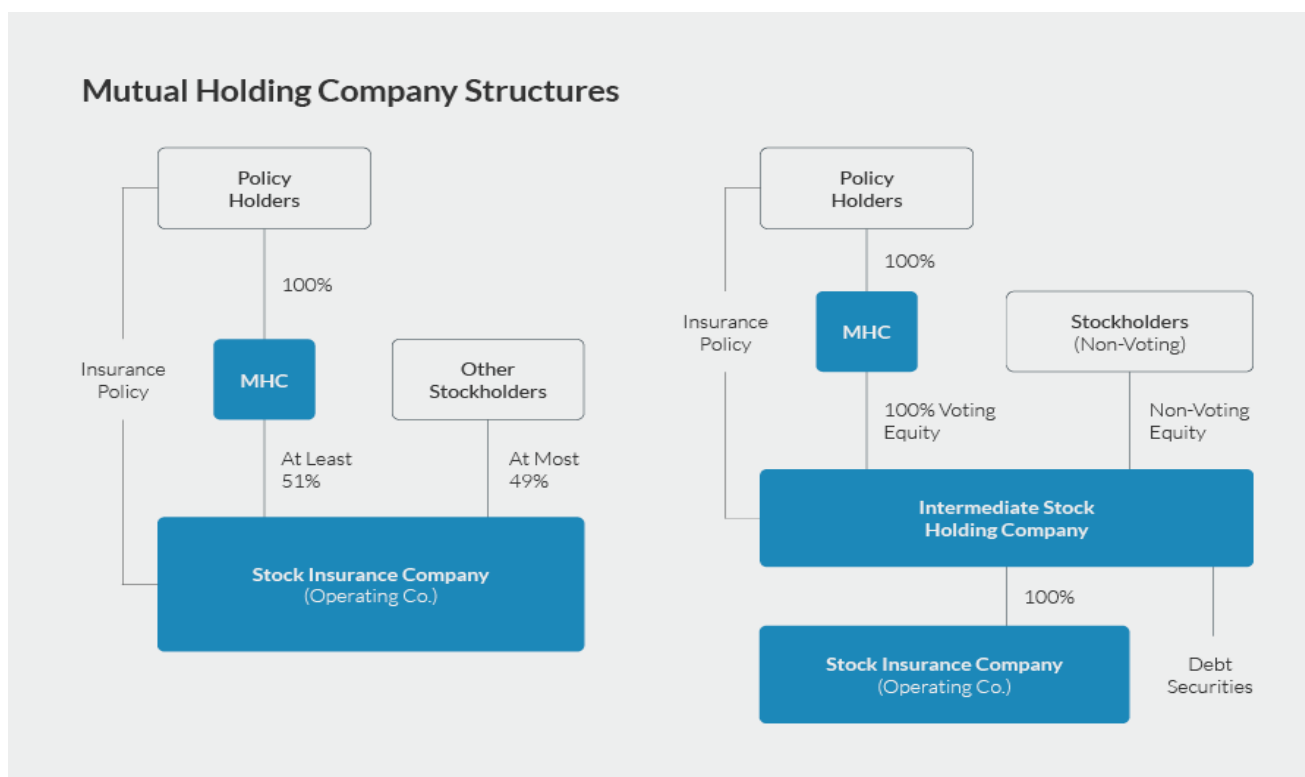 Mutual Holding Company Structures
Policy
Holders
100%
Insurance
Policy
MHC
Other
Stockholders
At Least
51%
At Most
49%
Stock Insurance Company
(Operating Co.)
Policy
Holders
100%
Insurance
Policy
MHC
Stockholders
(Non-Voting)
100% Voting
Equity
Non-Voting
Equity
Intermediate Stock
Holding Company
100%
Stock Insurance Company
(Operating Co.)
Debt
Securities